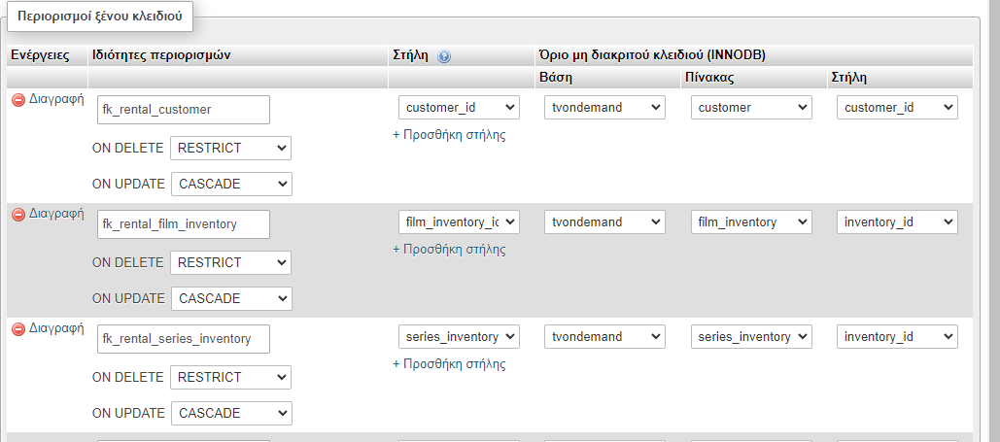 Περιορισμοί ξένου κλειδιού
Ενέργειες Ιδιότητες περιορισμών Στήλη Όριο μη διακριτού κλειδιού (INNODB)
Βάση Πίνακας Στήλη
Διαγραφή fk_rental_customer customer_id tvondemand customer customer_id
+ Προσθήκη στήλης
ON DELETE RESTRICT
ON UPDATE CASCADE
Διαγραφή fk_rental_film_inventory film_inventory_ic tvondemand film_inventory inventory_id
+ Προσθήκη στήλης
ON DELETE RESTRICT
ON UPDATE CASCADE
Διαγραφή fk_rental_series_inventory series_inventory tvondemand series_inventory inventory_id
+ Προσθήκη στήλης
ON DELETE RESTRICT
ON UPDATE CASCADE